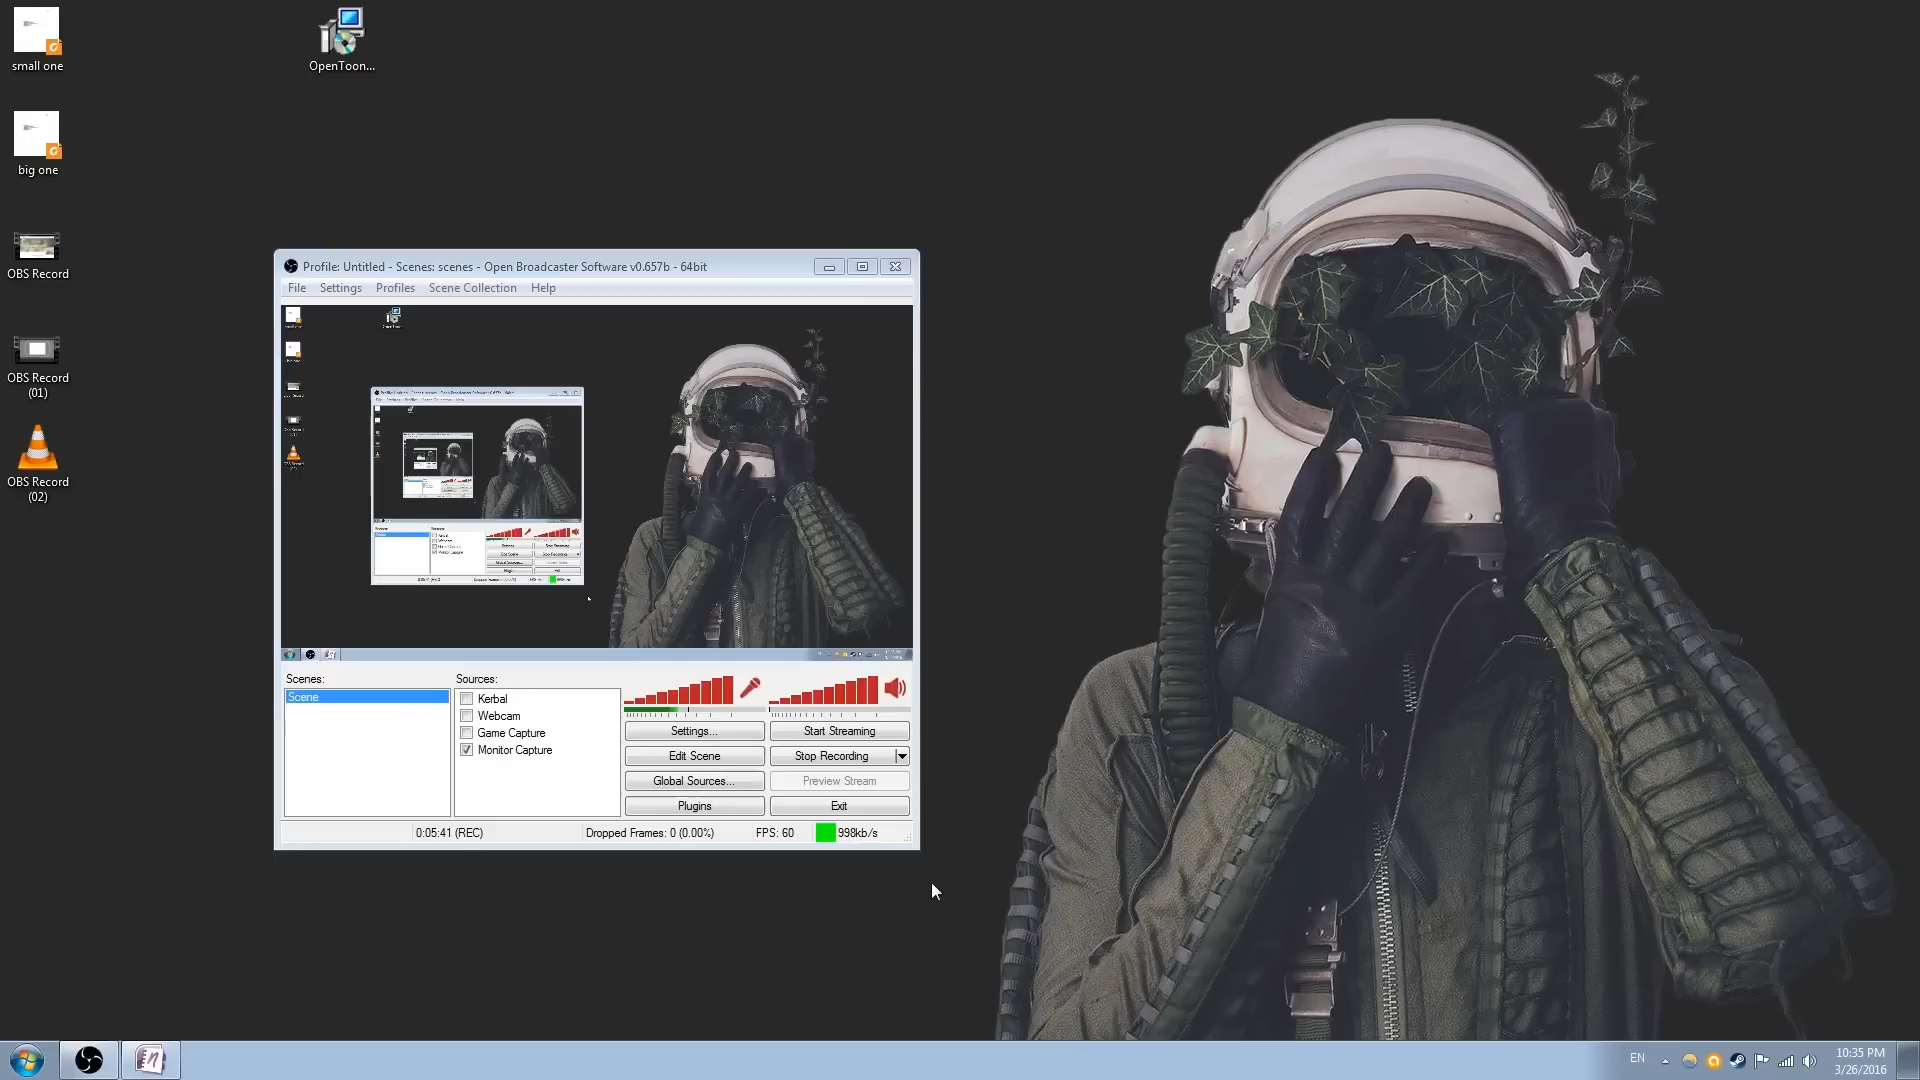 small one
OpenToon...
big one
OBS Record
OBS Record
(01)
OBS Record
(02)
Profile: Untitled - Scenes: scenes - Open Broadcaster Software v0.657b - 64bit
File Settings Profiles Scene Collection Help
Scenes:
Scene
Sources:
Kerbal
Webcam
Game Capture
Monitor Capture
Settings... Start Streaming
Edit Scene Stop Recording
Global Sources... Preview Stream
Plugins Exit
0:05:41 (REC) Dropped Frames: 0 (0.00%) FPS: 60 998kb/s
EN
10:35 PM
3/26/2016